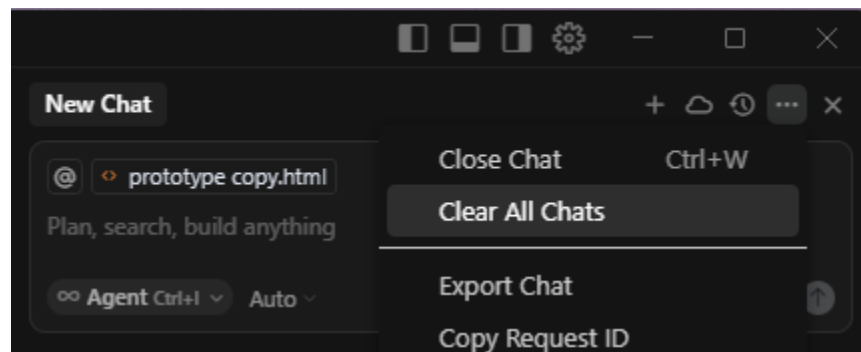 New Chat
@ prototype copy.html
Plan, search, build anything
∞ Agent Ctrl+I Auto
Close Chat Ctrl+W
Clear All Chats
Export Chat
Copy Request ID